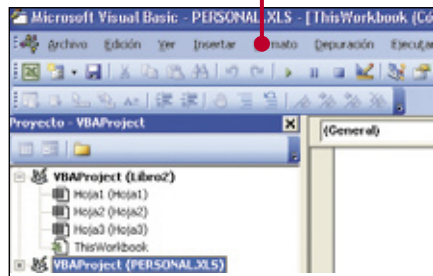 Microsoft Visual Basic - PERSONAL.XLS - [ThisWorkbook (Có
Archivo Edición Ver Insertar mato Depuración Ejecutar
Proyecto - VBAProject
(General)
VBAProject (Libro2)
Hoja1 (Hoja1)
Hoja2 (Hoja2)
Hoja3 (Hoja3)
ThisWorkbook
VBAProject (PERSONAL.XLS)